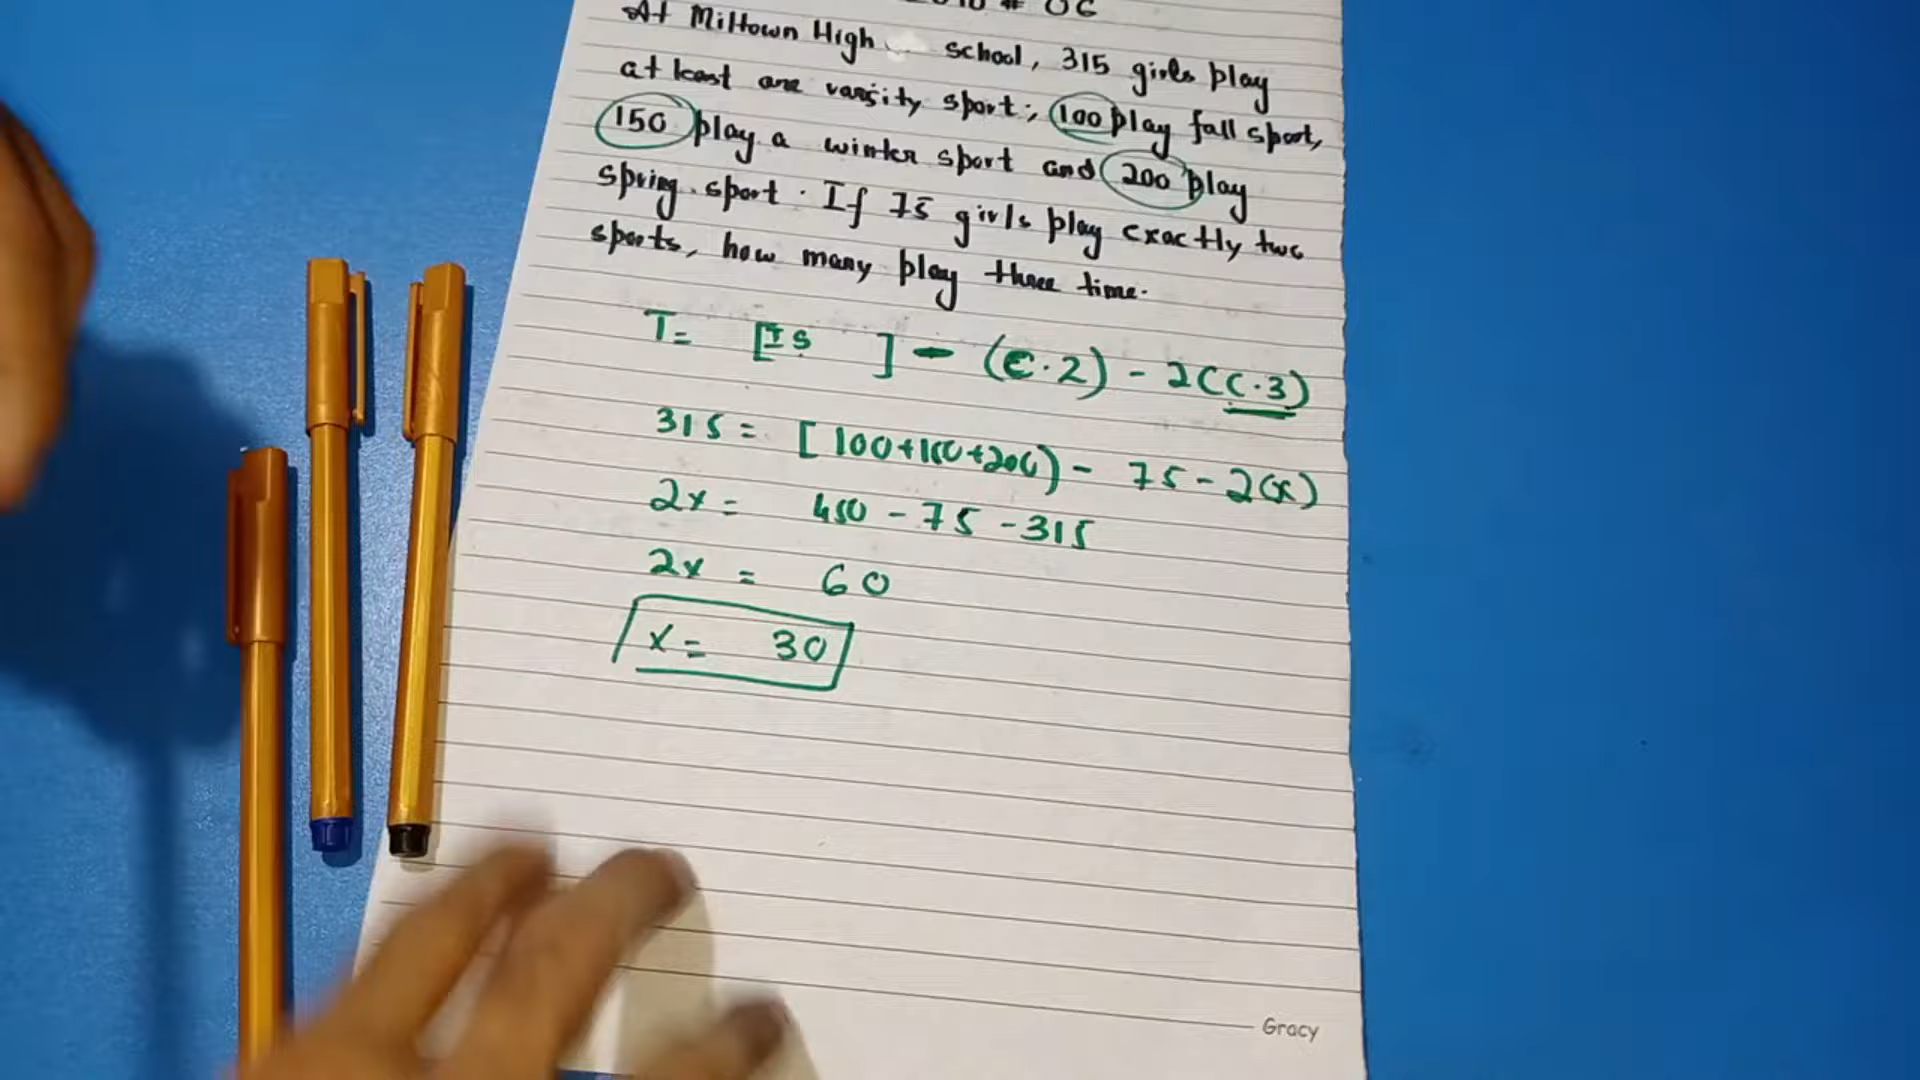 # 06
At Miltown High school, 315 girls play
at least one varsity sport; 100 play fall sport,
150 play a winter sport and 200 play
spring sport. If 75 girls play exactly two
sports, how many play three time.
T= [IS ] - (E.2) - 2(C.3)
315 = [100+150+200) - 75 - 2(x)
2x = 450 - 75 - 315
2x = 60
x = 30
Gracy